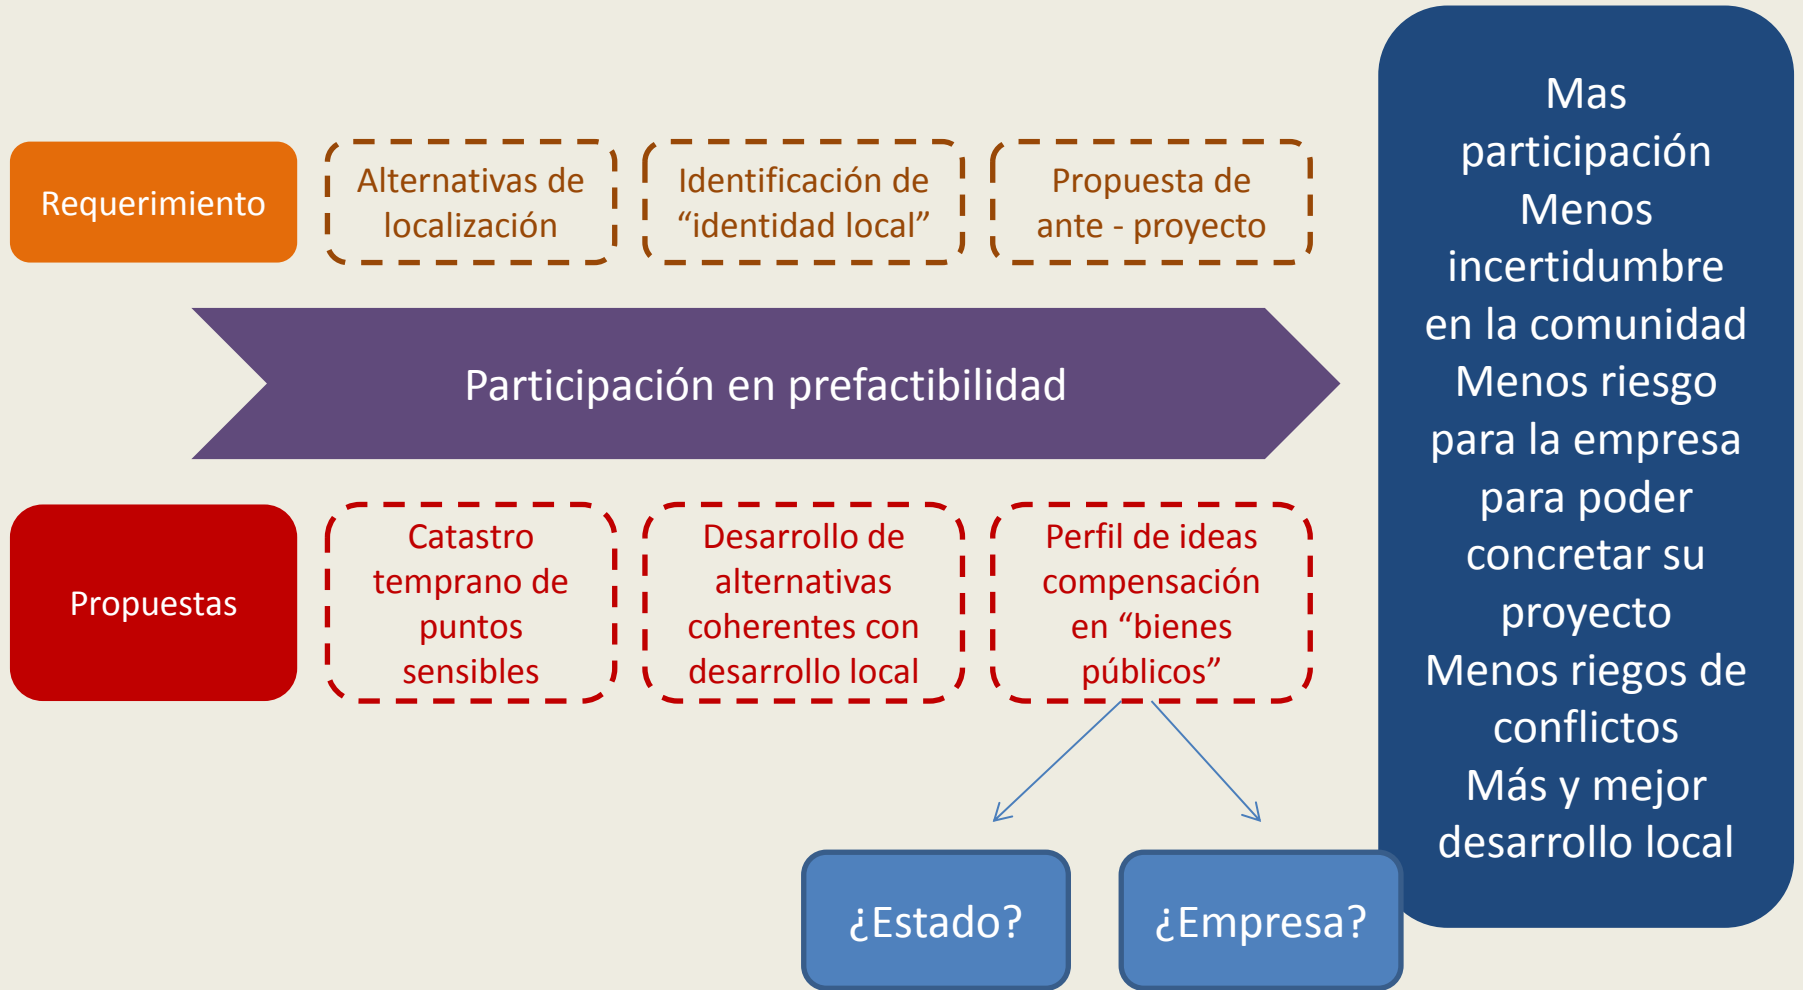 Requerimiento
Alternativas de
localización
Identificación de
“identidad local”
Propuesta de
ante - proyecto
Participación en prefactibilidad
Propuestas
Catastro
temprano de
puntos
sensibles
Desarrollo de
alternativas
coherentes con
desarrollo local
Perfil de ideas
compensación
en “bienes
públicos”
¿Estado?
¿Empresa?
Mas
participación
Menos
incertidumbre
en la comunidad
Menos riesgo
para la empresa
para poder
concretar su
proyecto
Menos riegos de
conflictos
Más y mejor
desarrollo local